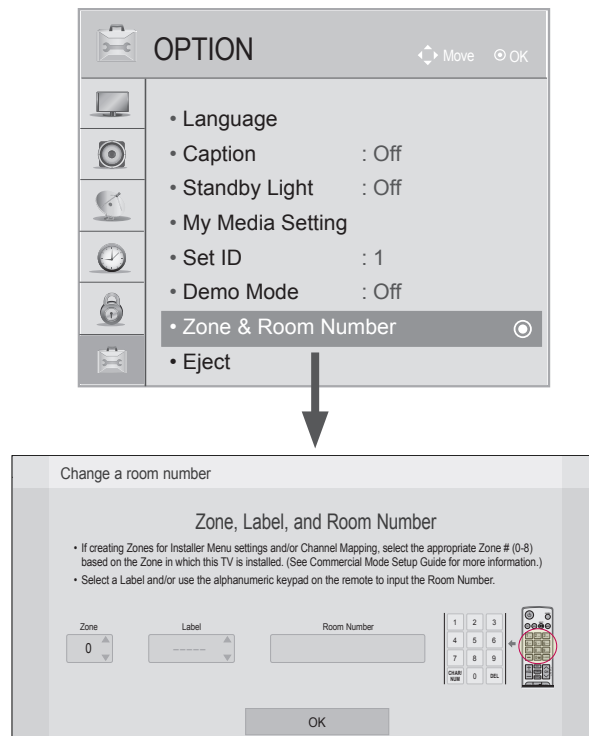 OPTION
Move OK
• Language
• Caption : Off
• Standby Light : Off
• My Media Setting
• Set ID : 1
• Demo Mode : Off
• Zone & Room Number
• Eject
Change a room number
Zone, Label, and Room Number
• If creating Zones for Installer Menu settings and/or Channel Mapping, select the appropriate Zone # (0-8)
based on the Zone in which this TV is installed. (See Commercial Mode Setup Guide for more information.)
• Select a Label and/or use the alphanumeric keypad on the remote to input the Room Number.
Zone Label Room Number
0 -----
1 2 3
4 5 6
7 8 9
CHAR/
NUM 0 DEL
OK